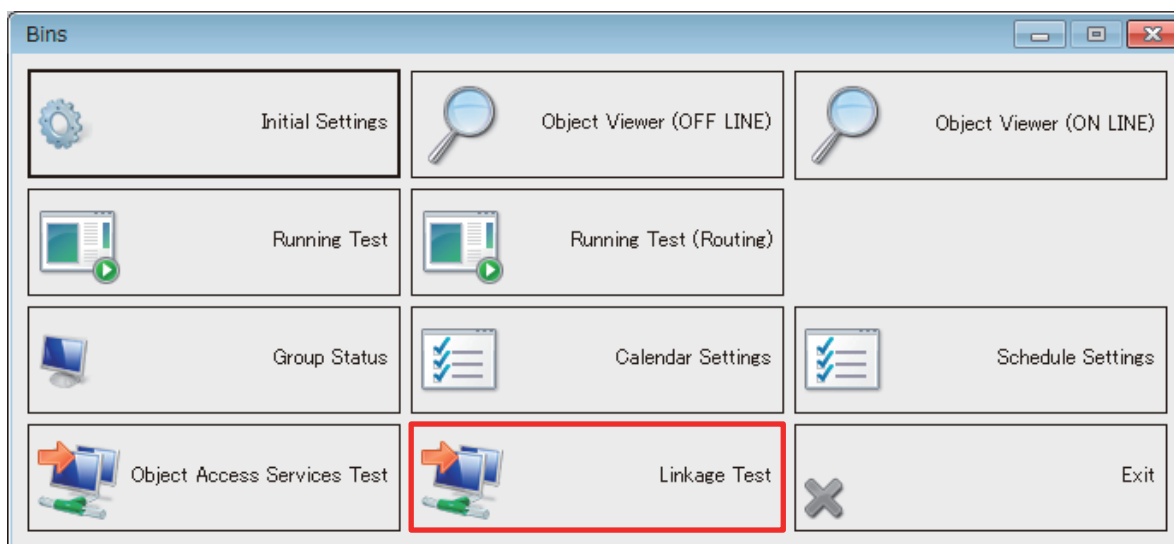 Bins
Initial Settings
Object Viewer (OFF LINE)
Object Viewer (ON LINE)
Running Test
Running Test (Routing)
Group Status
Calendar Settings
Schedule Settings
Object Access Services Test
Linkage Test
Exit